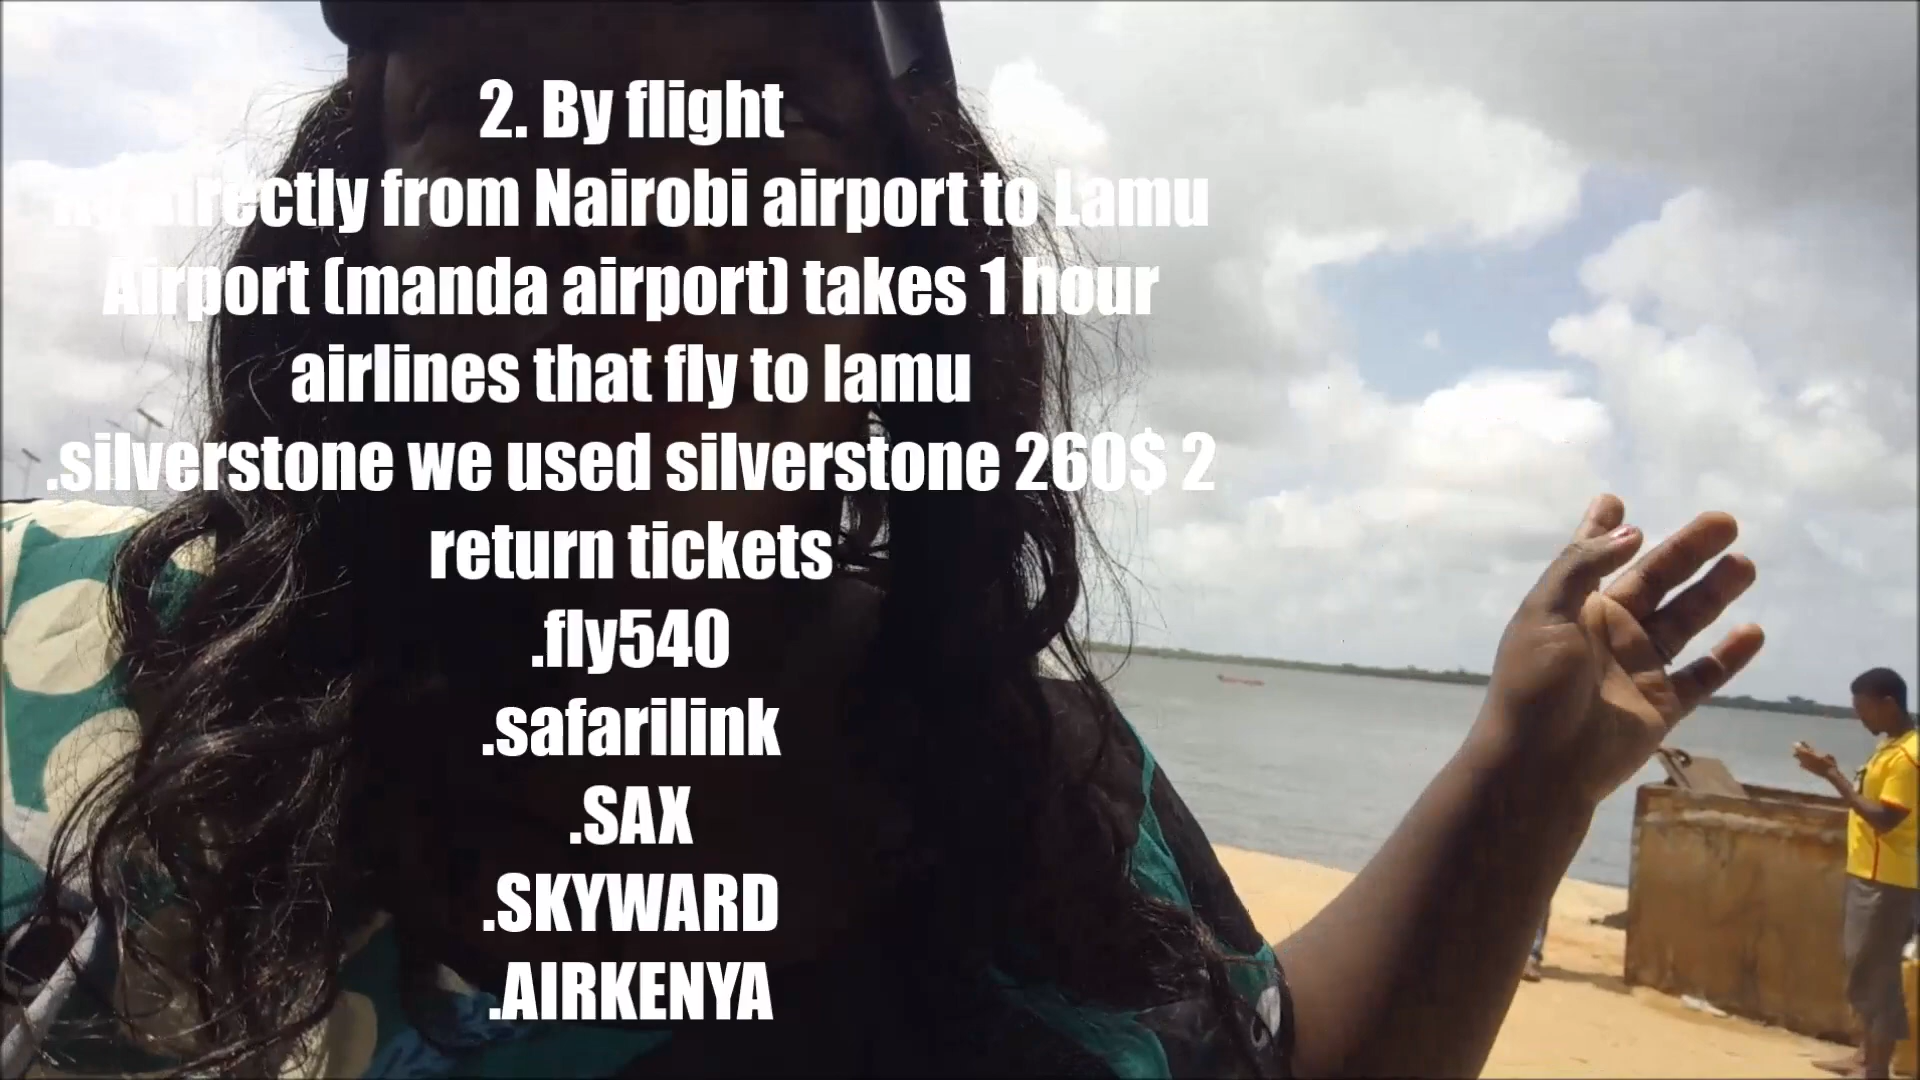 2. By flight
directly from Nairobi airport to Lamu
Airport (manda airport) takes 1 hour
airlines that fly to lamu
.silverstone we used silverstone 260$ 2
return tickets
.fly540
.safarilink
.SAX
.SKYWARD
.AIRKENYA